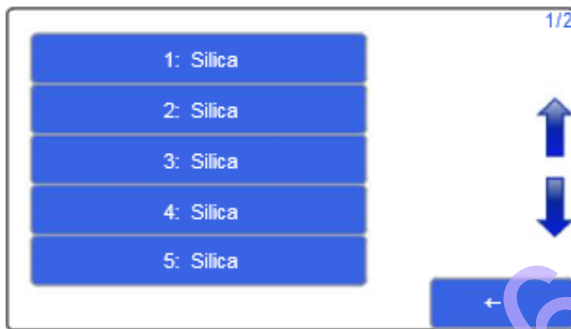 1/2
1: Silica
2: Silica
3: Silica
4: Silica
5: Silica
←